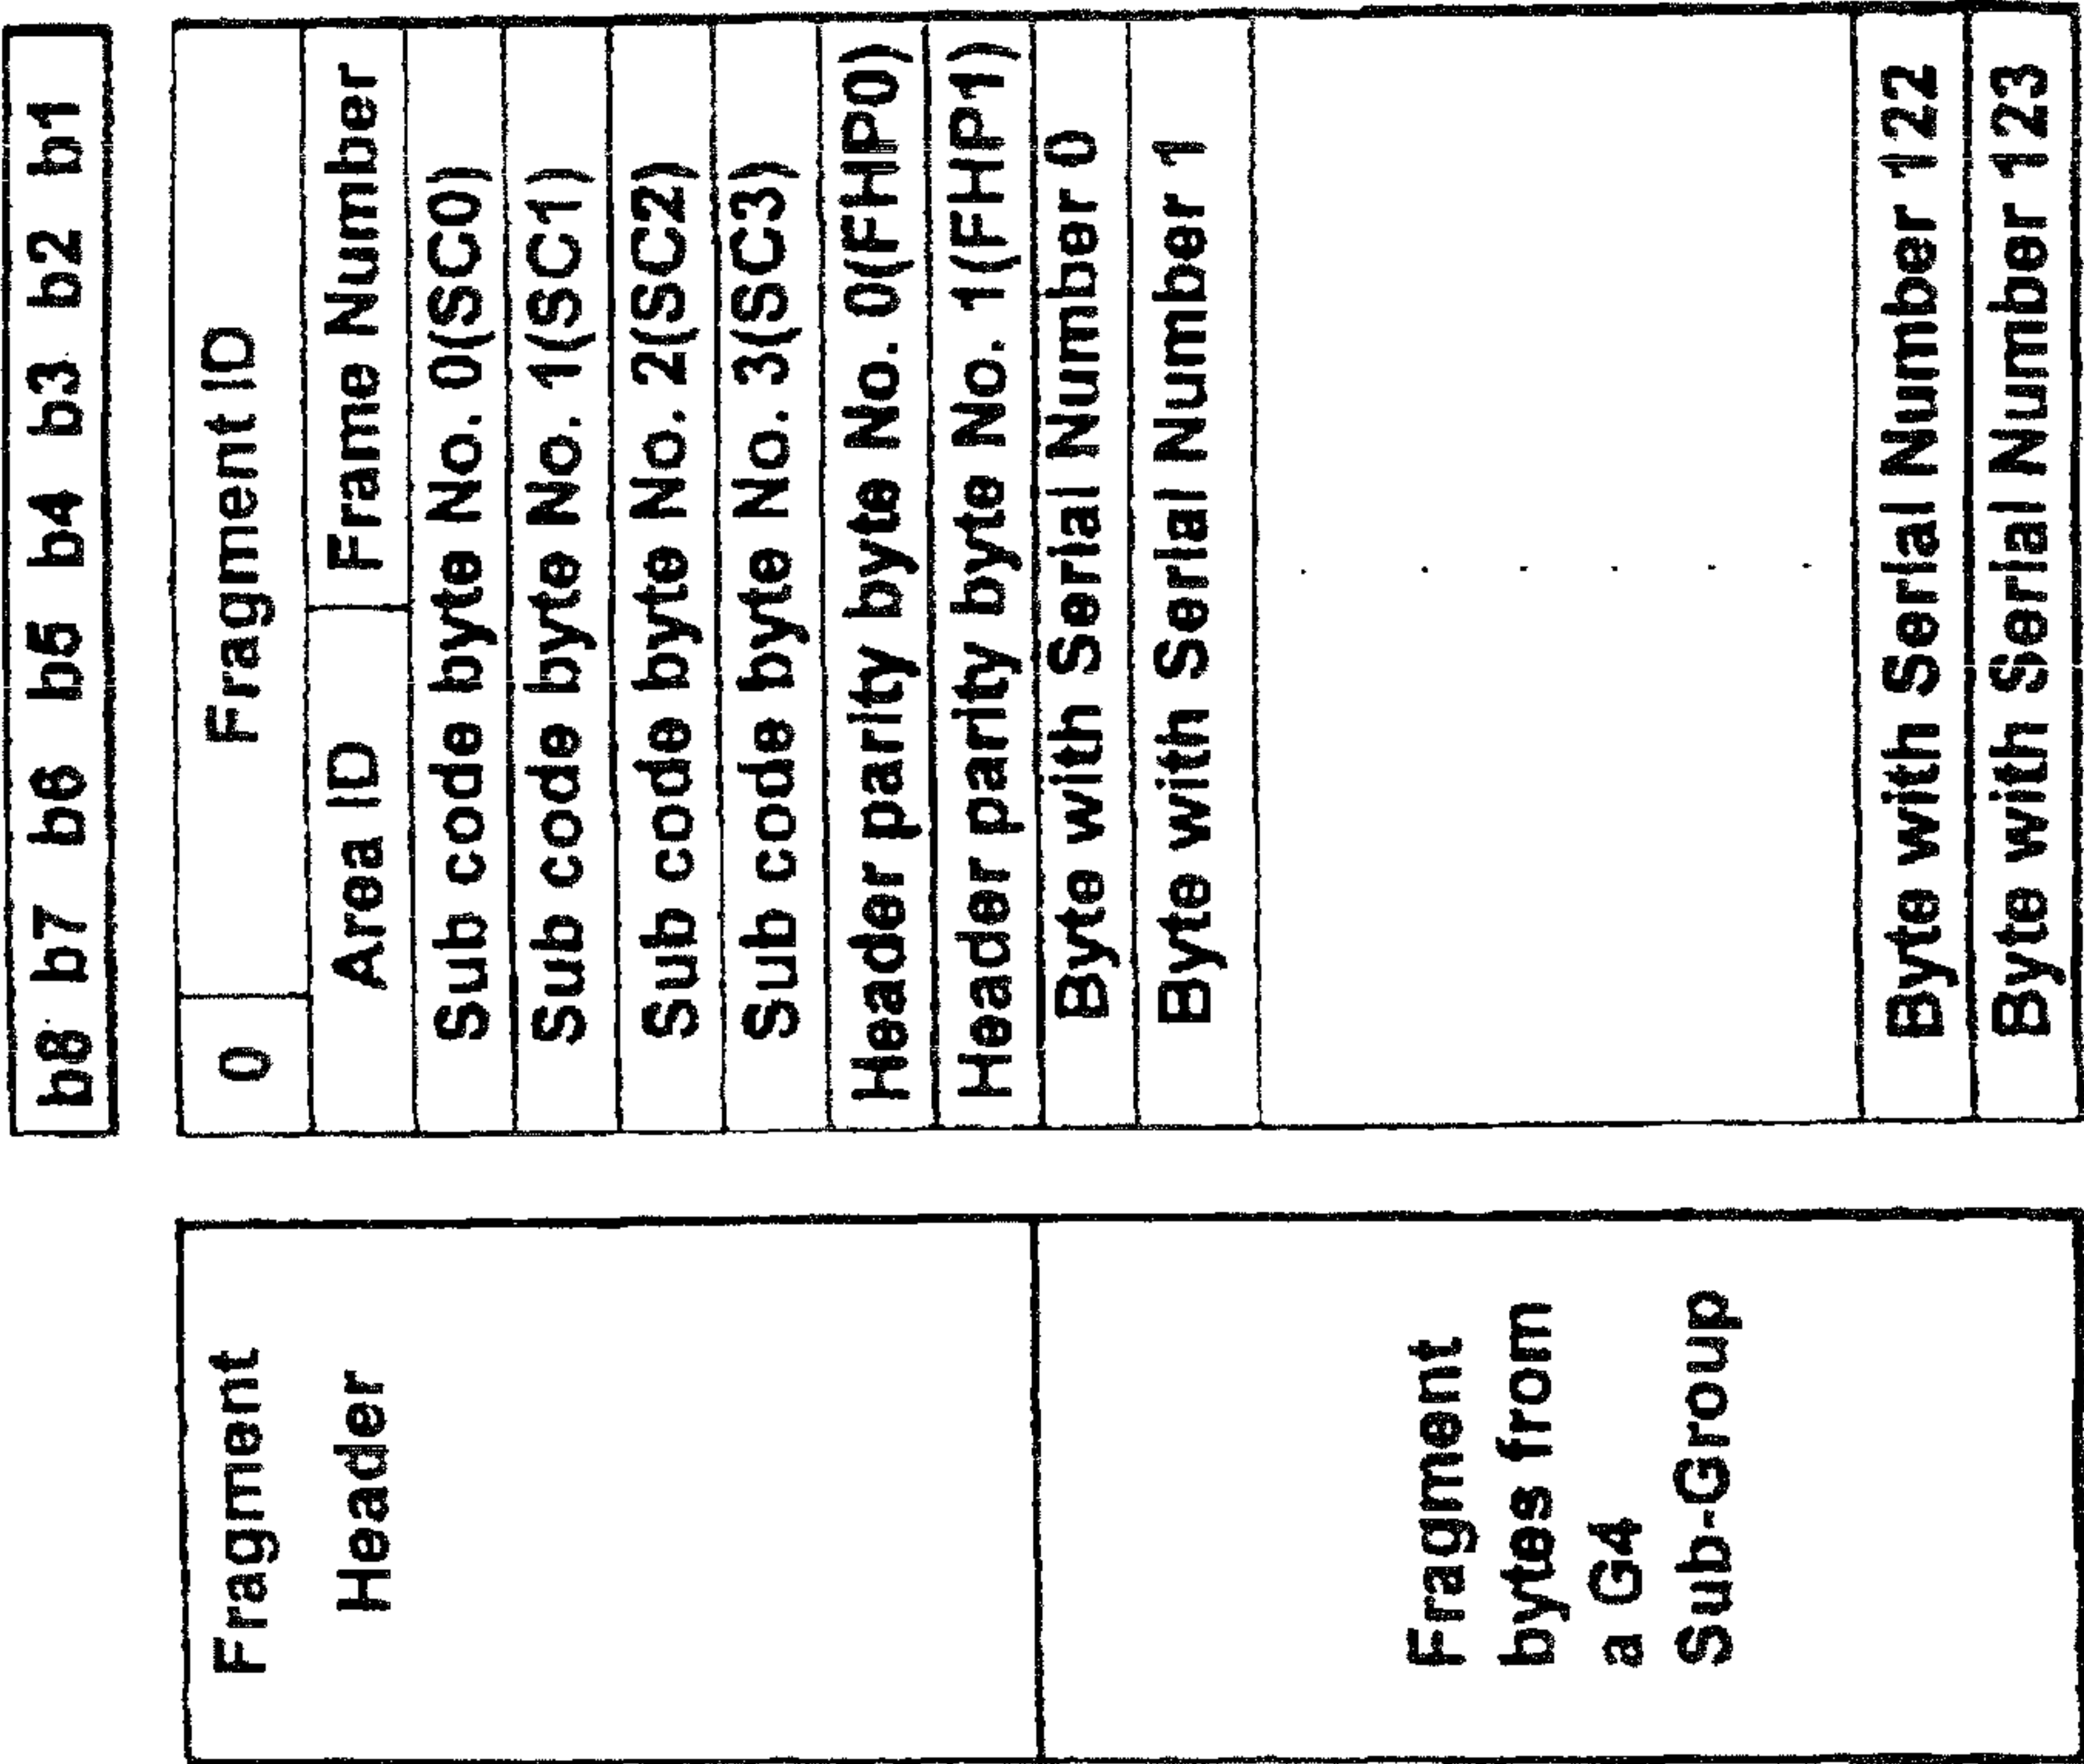 b8 b7 b6 b5 b4 b3 b2 b1
Fragment
Header
0 Fragment ID
Area ID Frame Number
Sub code byte No. 0(SC0)
Sub code byte No. 1(SC1)
Sub code byte No. 2(SC2)
Sub code byte No. 3(SC3)
Header parity byte No. 0(FHP0)
Header parity byte No. 1(FHP1)
Fragment
bytes from
a G4
Sub-Group
Byte with Serial Number 0
Byte with Serial Number 1
. . . . . .
Byte with Serial Number 122
Byte with Serial Number 123